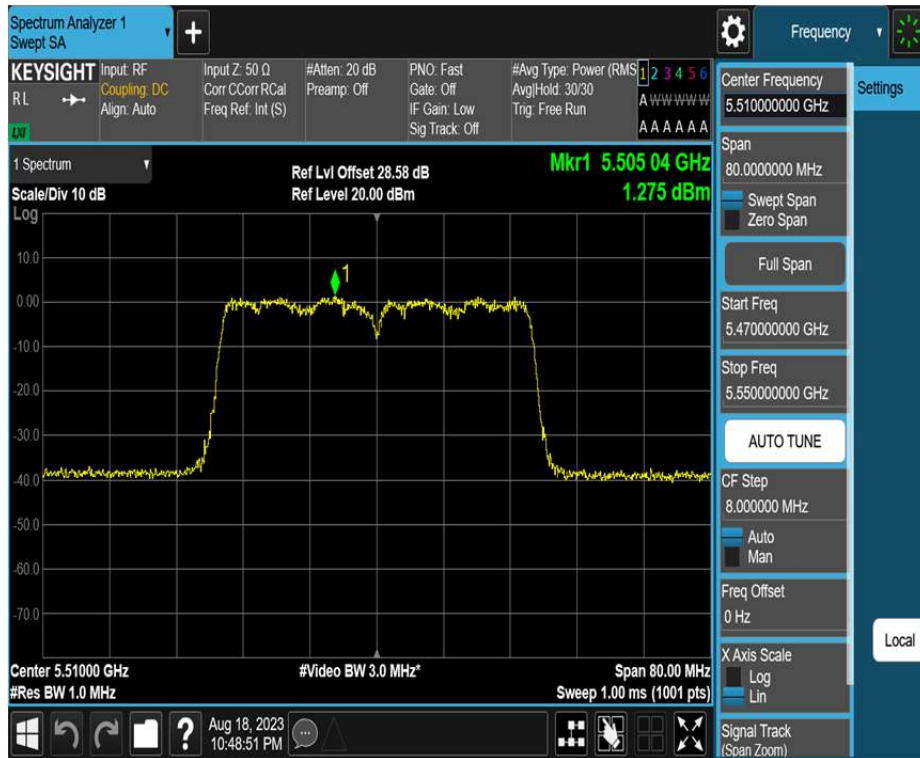 Spectrum Analyzer 1
Swept SA
Frequency
KEYSIGHT
R L
LXI
Input: RF
Coupling: DC
Align: Auto
Input Z: 50 Ω
Corr CCorr RCal
Freq Ref: Int (S)
#Atten: 20 dB
Preamp: Off
PNO: Fast
Gate: Off
IF Gain: Low
Sig Track: Off
#Avg Type: Power (RMS
Avg|Hold: 30/30
Trig: Free Run
1 2 3 4 5 6
A W W W W W
A A A A A A
1 Spectrum
Scale/Div 10 dB
Log
Ref Lvl Offset 28.58 dB
Ref Level 20.00 dBm
Mkr1 5.505 04 GHz
1.275 dBm
1
10.0
0.00
-10.0
-20.0
-30.0
-40.0
-50.0
-60.0
-70.0
Center 5.51000 GHz
#Res BW 1.0 MHz
#Video BW 3.0 MHz*
Span 80.00 MHz
Sweep 1.00 ms (1001 pts)
?
Aug 18, 2023
10:48:51 PM
Center Frequency
5.510000000 GHz
Span
80.0000000 MHz
Swept Span
Zero Span
Full Span
Start Freq
5.470000000 GHz
Stop Freq
5.550000000 GHz
AUTO TUNE
CF Step
8.000000 MHz
Auto
Man
Freq Offset
0 Hz
X Axis Scale
Log
Lin
Signal Track
(Span Zoom)
Settings
Local